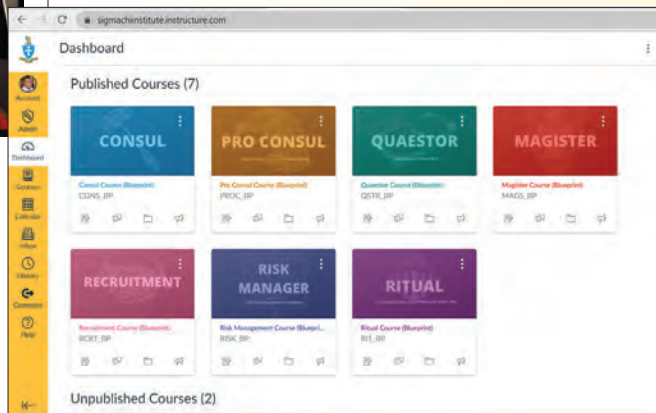 sigmachiinstitute.instructure.com
Dashboard
Published Courses (7)
Account
Admin
Dashboard
Courses
Calendar
Inbox
History
Commons
Help
CONSUL
Consul Course (Blueprint)
CONS_BP
PRO CONSUL
Pro Consul Course (Blueprint)
PROC_BP
QUAESTOR
Quaestor Course (Blueprint)
QSTR_BP
MAGISTER
Magister Course (Blueprint)
MAGS_BP
RECRUITMENT
Recruitment Course (Blueprint)
RCRT_BP
RISK
MANAGER
Risk Management Course (Bluepri...
RISK_BP
RITUAL
Ritual Course (Blueprint)
RIT_BP
Unpublished Courses (2)